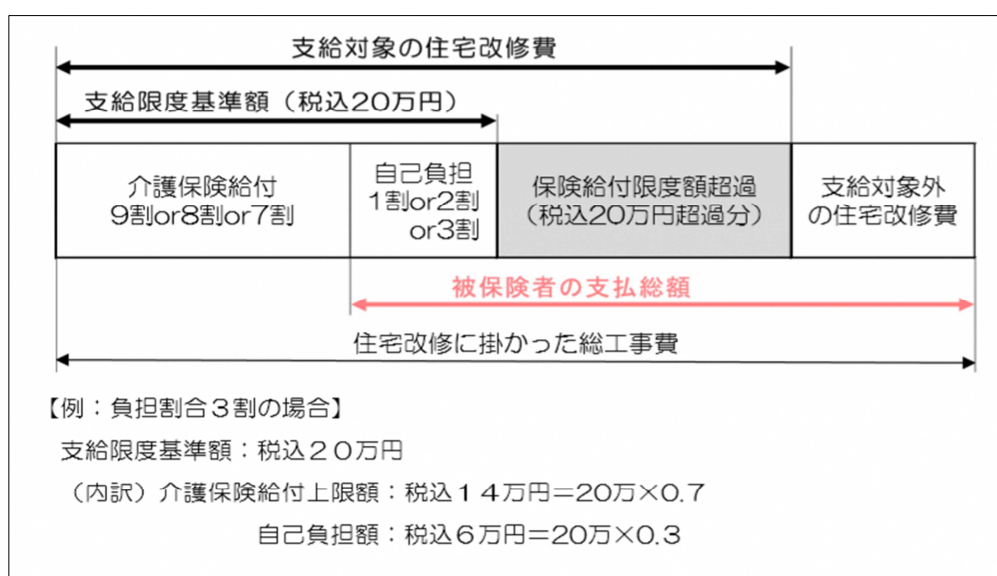 支給対象の住宅改修費
支給限度基準額（税込20万円）
介護保険給付
9割or8割or7割
自己負担
1割or2割
or3割
保険給付限度額超過
（税込20万円超過分）
支給対象外
の住宅改修費
被保険者の支払総額
住宅改修に掛かった総工事費
【例：負担割合３割の場合】
支給限度基準額：税込２０万円
（内訳）介護保険給付上限額：税込１４万円＝20万×0.7
自己負担額：税込６万円＝20万×0.3